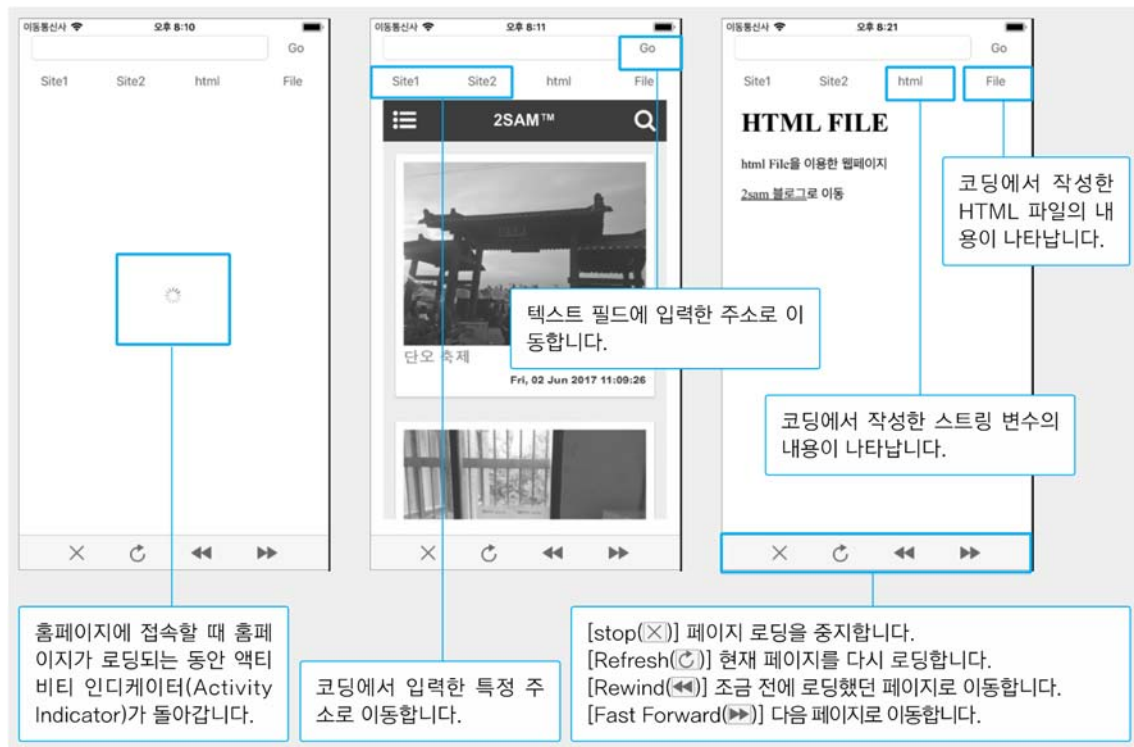 이동통신사 오후 8:10
Go
Site1 Site2 html File
홈페이지에 접속할 때 홈페
이지가 로딩되는 동안 액티
비티 인디케이터(Activity
Indicator)가 돌아갑니다.
이동통신사 오후 8:11
Go
Site1 Site2 html File
2SAM™
단오 축제
Fri, 02 Jun 2017 11:09:26
텍스트 필드에 입력한 주소로 이
동합니다.
코딩에서 입력한 특정 주
소로 이동합니다.
이동통신사 오후 8:21
Go
Site1 Site2 html File
HTML FILE
html File을 이용한 웹페이지
2sam 블로그로 이동
코딩에서 작성한
HTML 파일의 내
용이 나타납니다.
코딩에서 작성한 스트링 변수의
내용이 나타납니다.
[stop(×)] 페이지 로딩을 중지합니다.
[Refresh(↻)] 현재 페이지를 다시 로딩합니다.
[Rewind(◀◀)] 조금 전에 로딩했던 페이지로 이동합니다.
[Fast Forward(▶▶)] 다음 페이지로 이동합니다.